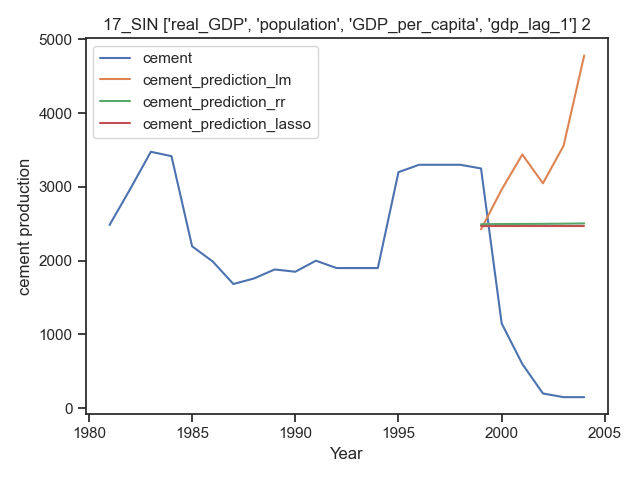 17_SIN ['real_GDP', 'population', 'GDP_per_capita', 'gdp_lag_1'] 2
cement
cement_prediction_lm
cement_prediction_rr
cement_prediction_lasso
cement production
5000
4000
3000
2000
1000
0
1980
1985
1990
1995
2000
2005
Year